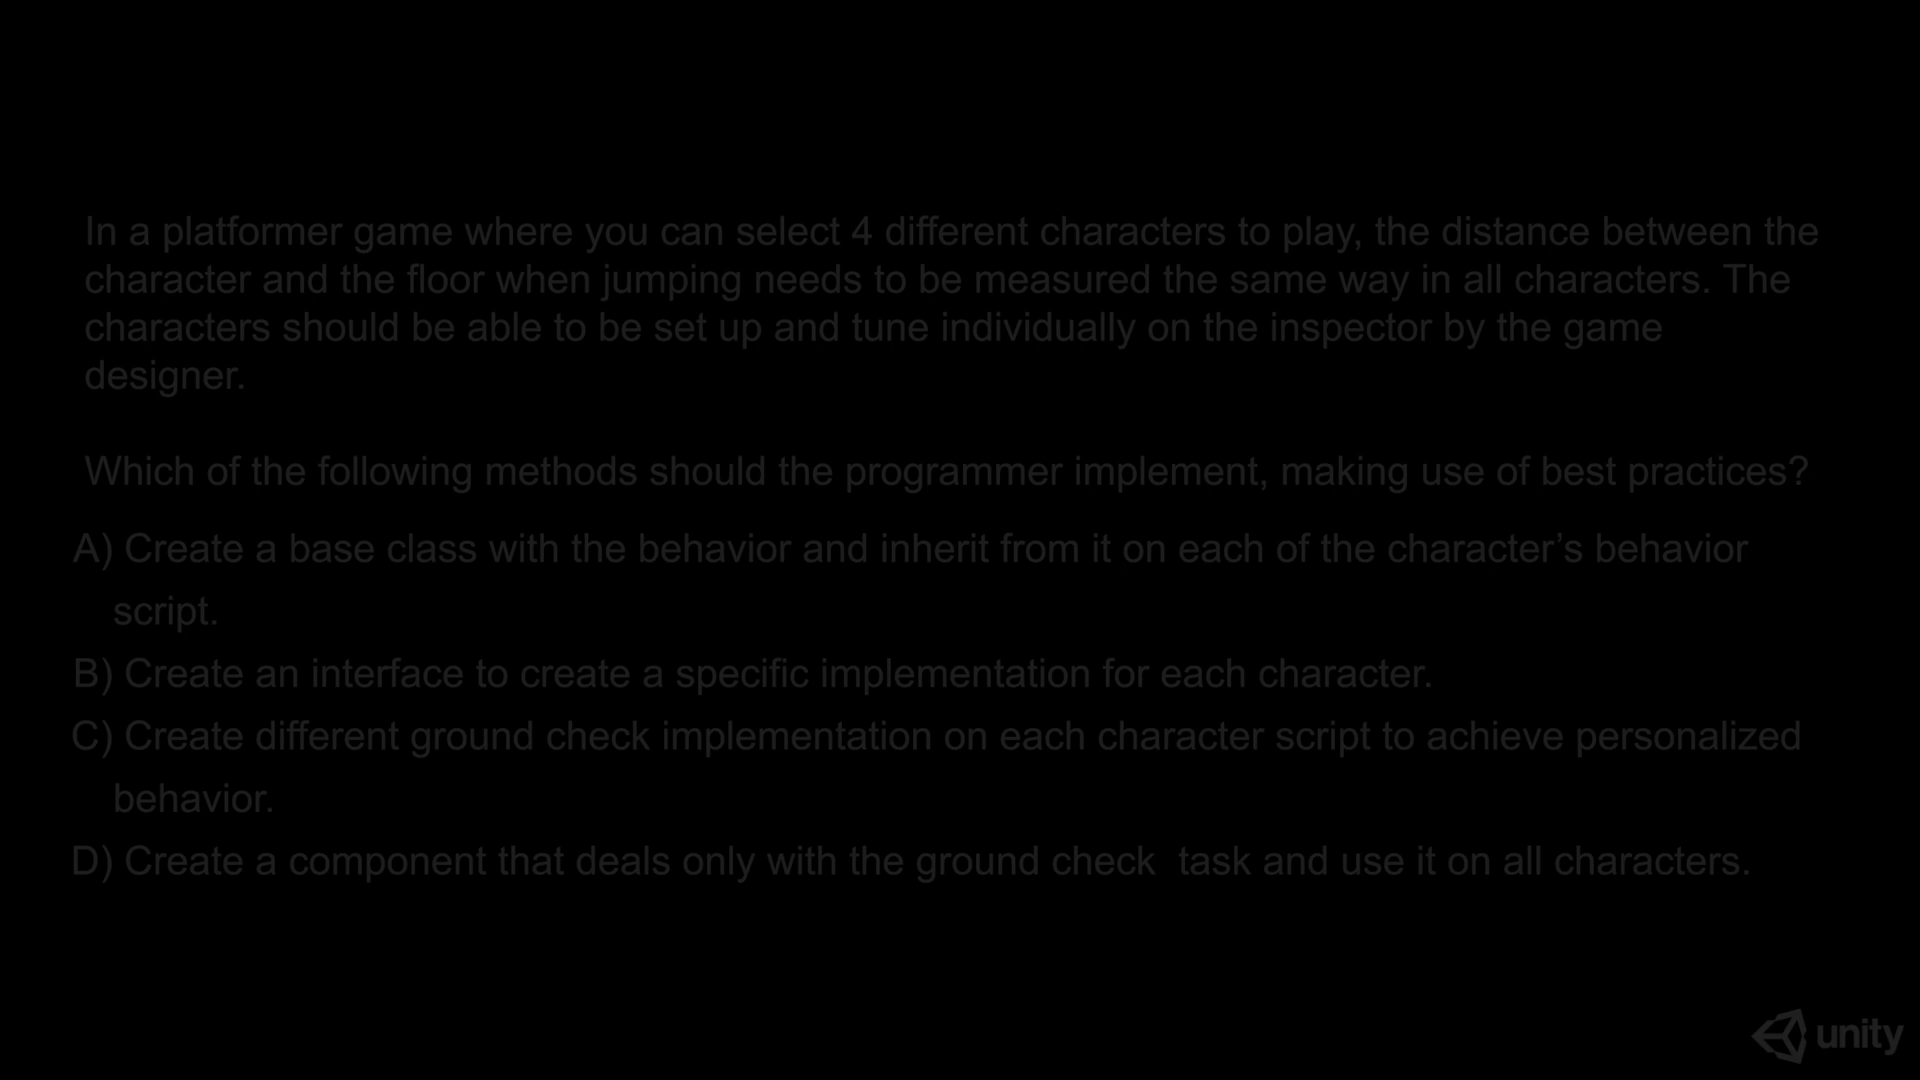 In a platformer game where you can select 4 different characters to play, the distance between the
character and the floor when jumping needs to be measured the same way in all characters. The
characters should be able to be set up and tune individually on the inspector by the game
designer.
Which of the following methods should the programmer implement, making use of best practices?
A) Create a base class with the behavior and inherit from it on each of the character’s behavior
script.
B) Create an interface to create a specific implementation for each character.
C) Create different ground check implementation on each character script to achieve personalized
behavior.
D) Create a component that deals only with the ground check  task and use it on all characters.
unity